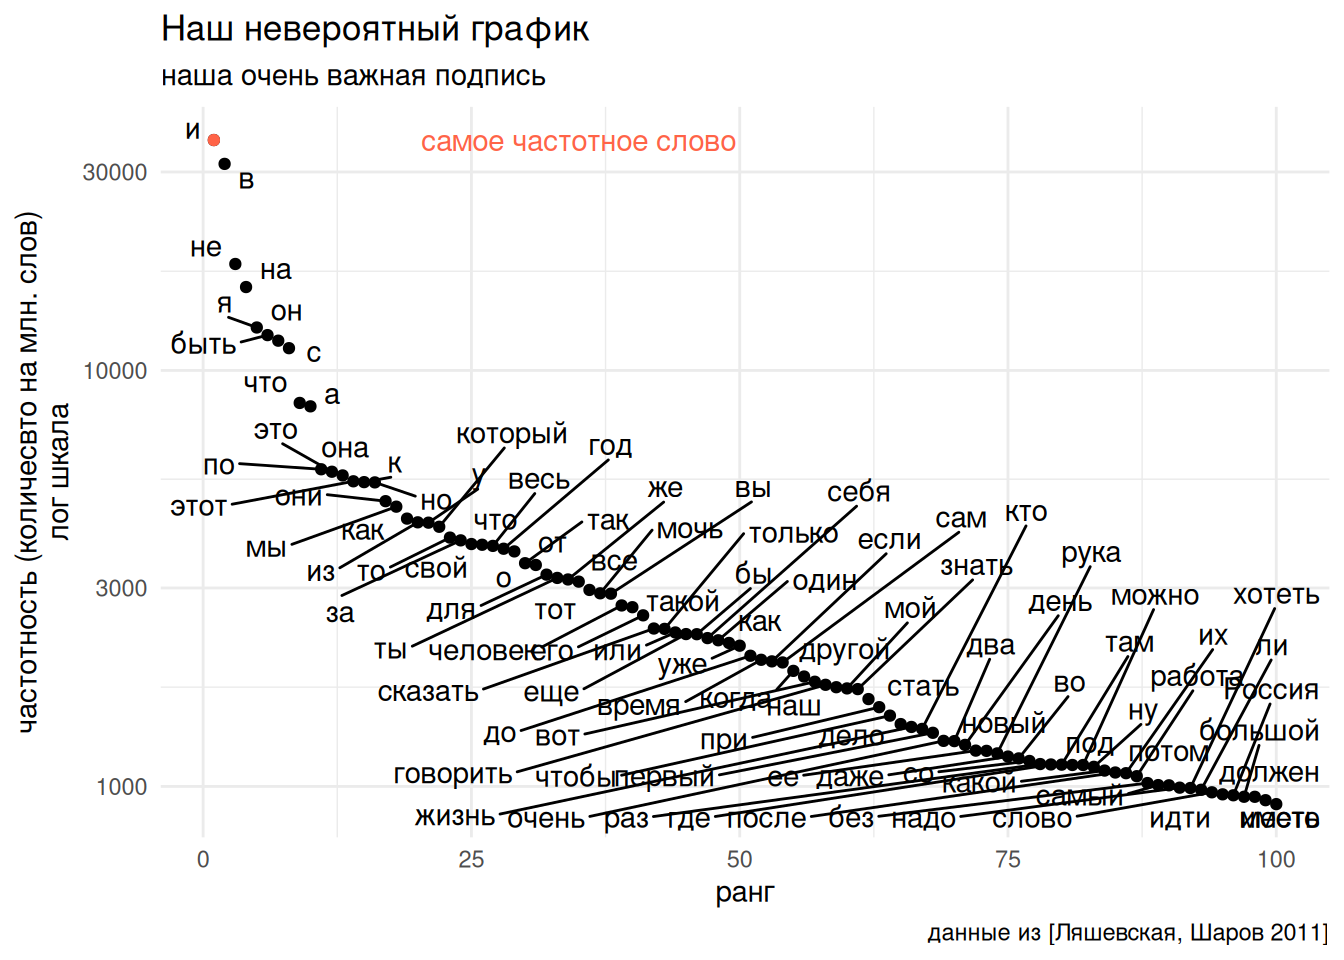 Наш невероятный график
наша очень важная подпись
частотность (количесвто на млн. слов)
лог шкала
30000
10000
3000
1000
и
самое частотное слово
в
не
на
я
он
быть
с
что
а
это
она
который
год
по
к
у
весь
же
вы
себя
этот
они
но
что
так
мочь
только
сам
кто
мы
как
от
все
если
рука
из
то
свой
о
бы
один
знать
за
для
тот
такой
как
мой
день
можно
хотеть
ты
человек
его
или
уже
другой
два
там
их
ли
сказать
еще
время
когда
наш
стать
во
работа
Россия
до
вот
при
дело
новый
под
ну
потом
большой
говорить
чтобы
первый
ее
даже
со
какой
самый
должен
жизнь
очень
раз
где
после
без
надо
слово
идти
иметь
0
25
50
75
100
ранг
данные из [Ляшевская, Шаров 2011]